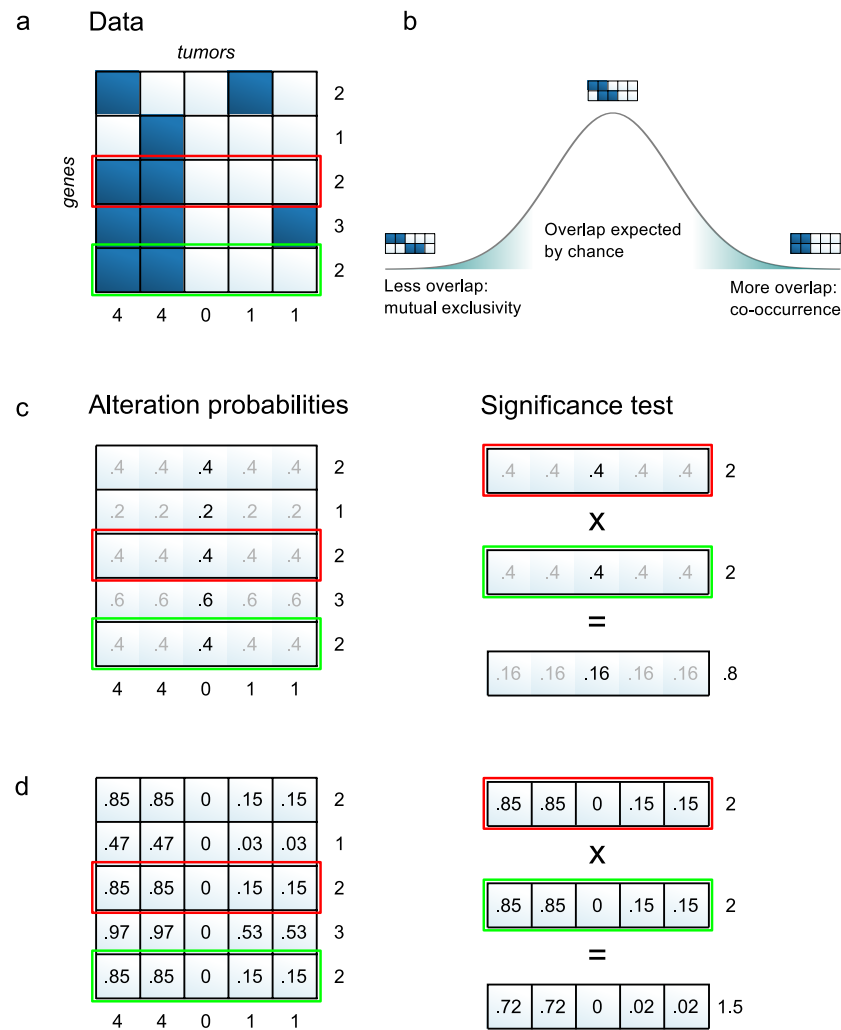 a Data
tumors
genes
2
1
2
3
2
4 4 0 1 1
b
Overlap expected
by chance
Less overlap:
mutual exclusivity
More overlap:
co-occurrence
c Alteration probabilities
.4 .4 .4 .4 .4 2
.2 .2 .2 .2 .2 1
.4 .4 .4 .4 .4 2
.6 .6 .6 .6 .6 3
.4 .4 .4 .4 .4 2
4 4 0 1 1
Significance test
.4 .4 .4 .4 .4 2
x
.4 .4 .4 .4 .4 2
=
.16 .16 .16 .16 .16 .8
d
.85 .85 0 .15 .15 2
.47 .47 0 .03 .03 1
.85 .85 0 .15 .15 2
.97 .97 0 .53 .53 3
.85 .85 0 .15 .15 2
4 4 0 1 1
.85 .85 0 .15 .15 2
x
.85 .85 0 .15 .15 2
=
.72 .72 0 .02 .02 1.5